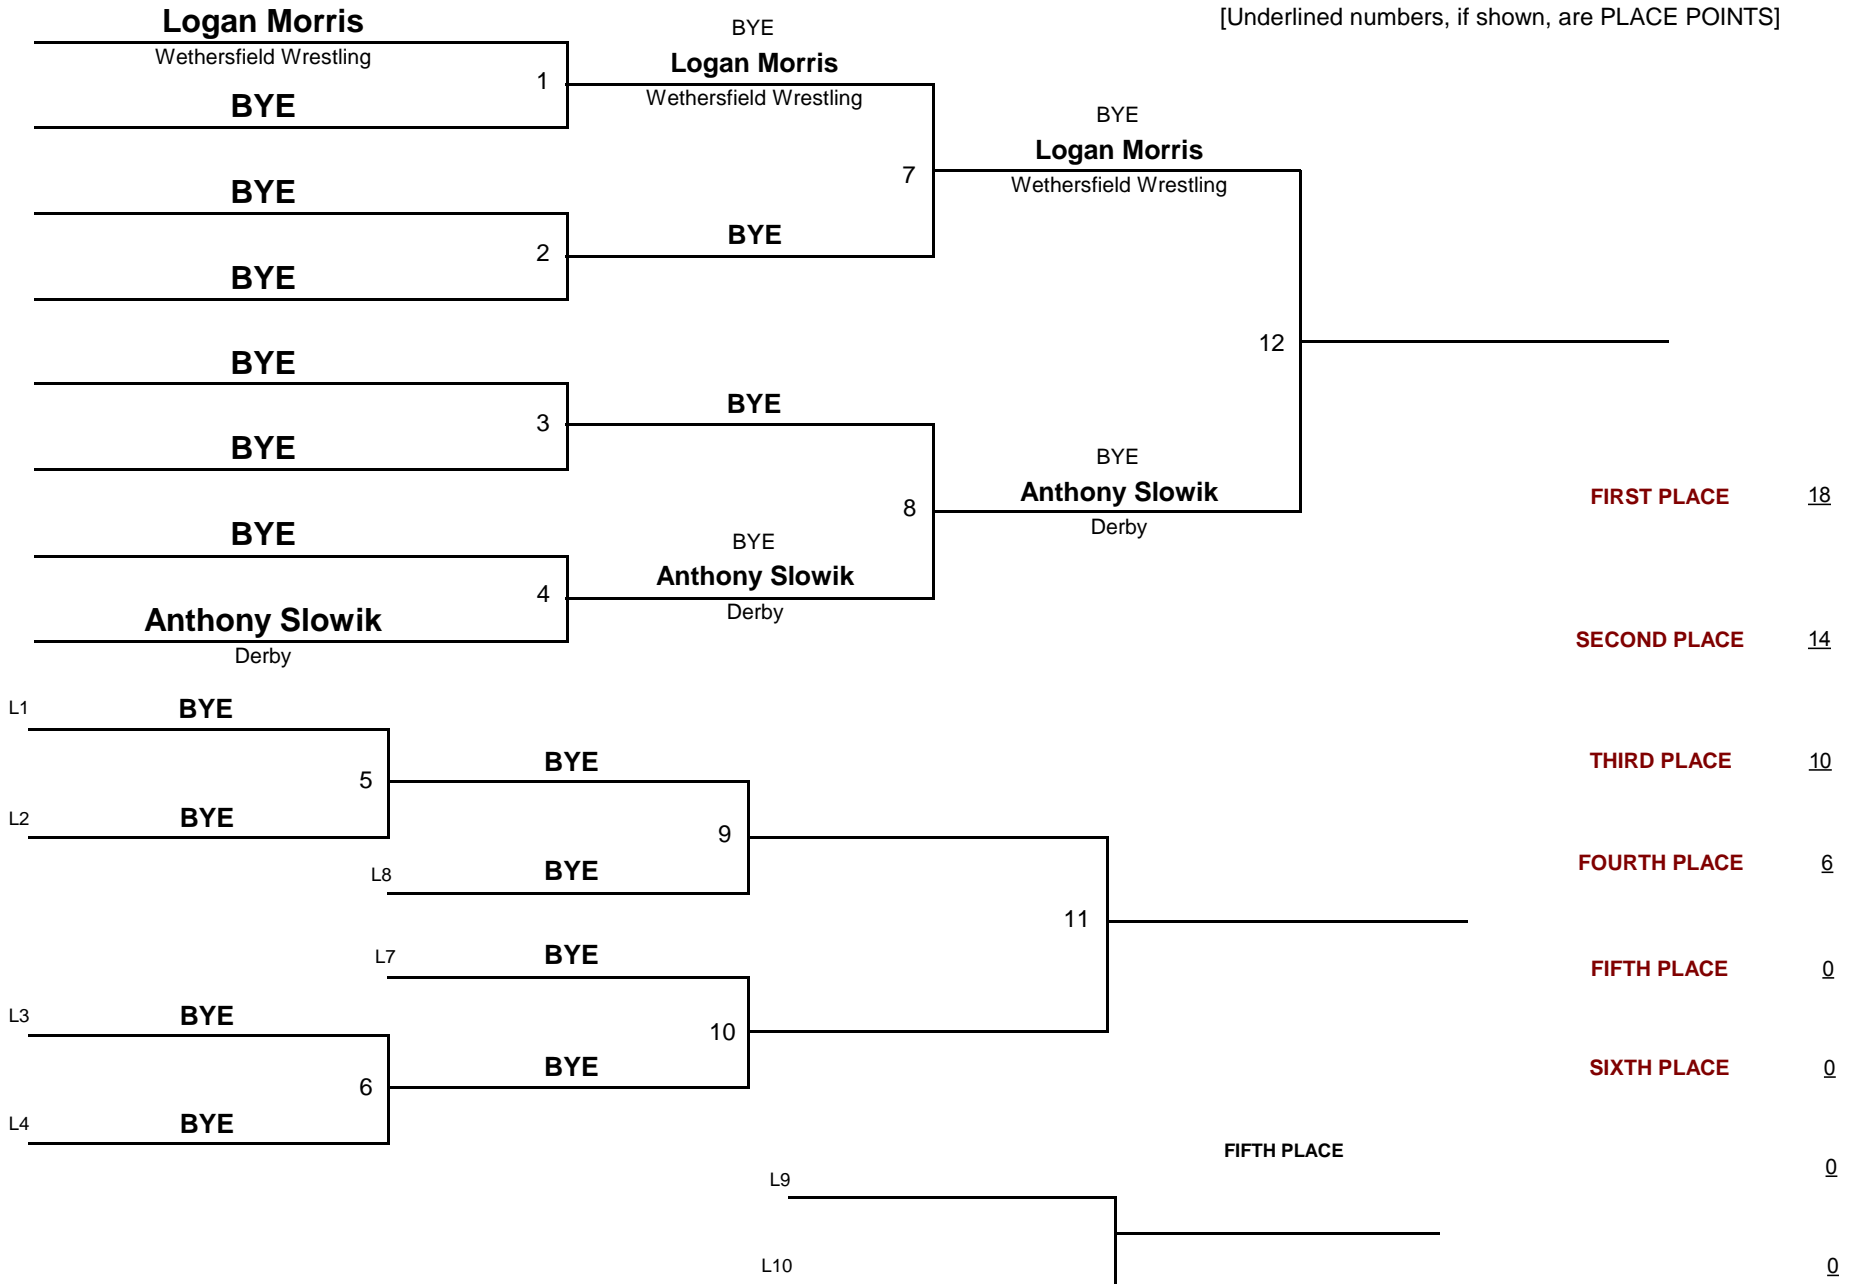 [Underlined numbers, if shown, are PLACE POINTS]
Logan Morris
Wethersfield Wrestling
1
BYE
BYE
2
BYE
BYE
3
BYE
BYE
4
Anthony Slowik
Derby
BYE
Logan Morris
Wethersfield Wrestling
7
BYE
BYE
8
BYE
Anthony Slowik
Derby
BYE
Logan Morris
Wethersfield Wrestling
12
BYE
Anthony Slowik
Derby
FIRST PLACE 18
SECOND PLACE 14
THIRD PLACE 10
FOURTH PLACE 6
FIFTH PLACE 0
SIXTH PLACE 0
0
0
L1 BYE
5
L2 BYE
BYE
9
L8 BYE
11
L7 BYE
10
BYE
L3 BYE
6
L4 BYE
FIFTH PLACE
L9
L10